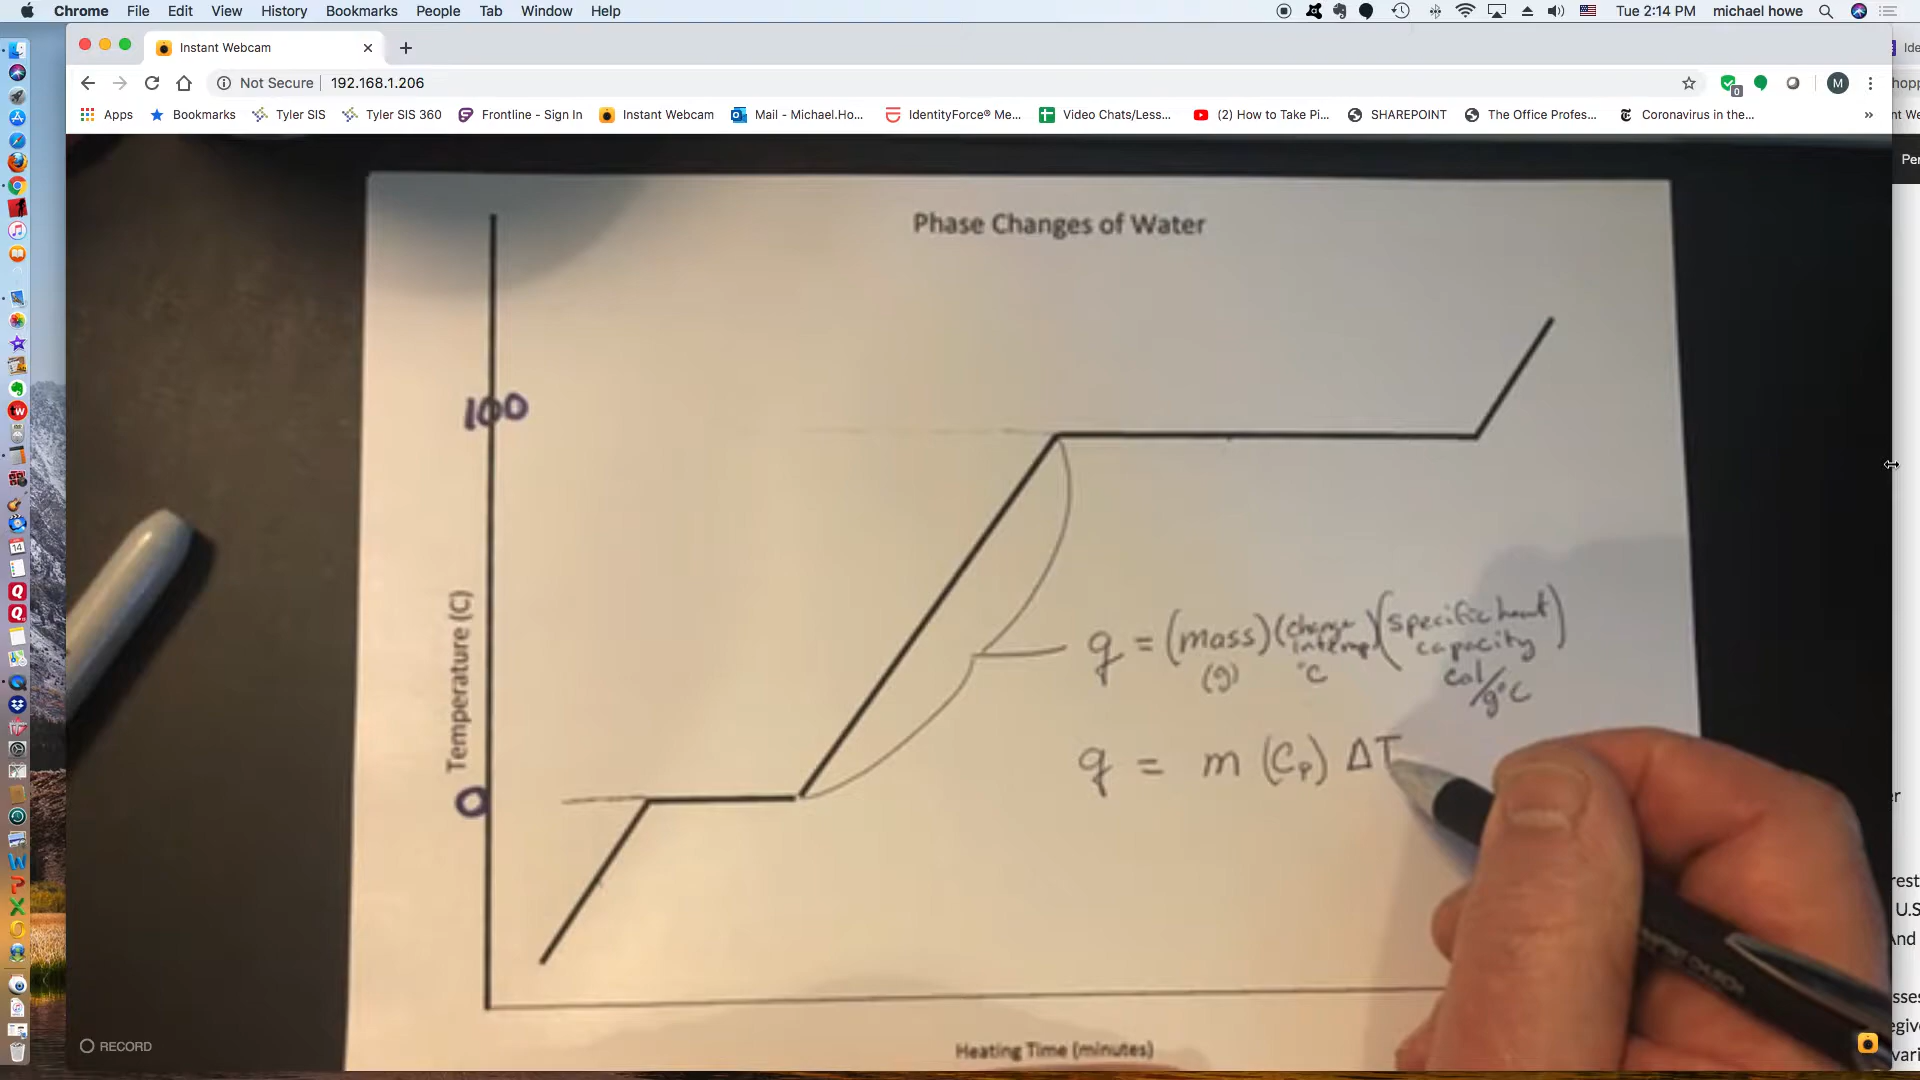 Chrome File Edit View History Bookmarks People Tab Window Help Tue 2:14 PM michael howe
Instant Webcam
Not Secure 192.168.1.206 M
0
Apps Bookmarks Tyler SIS Tyler SIS 360 Frontline - Sign In Instant Webcam Mail - Michael.Ho... IdentityForce® Me... Video Chats/Less... (2) How to Take Pi... SHAREPOINT The Office Profes... Coronavirus in the... »
Phase Changes of Water
100
Temperature (C)
q = (mass) (change in temp) (specific heat capacity)
(g) °C cal/g°C
q = m (Cp) ΔT
0
Heating Time (minutes)
RECORD